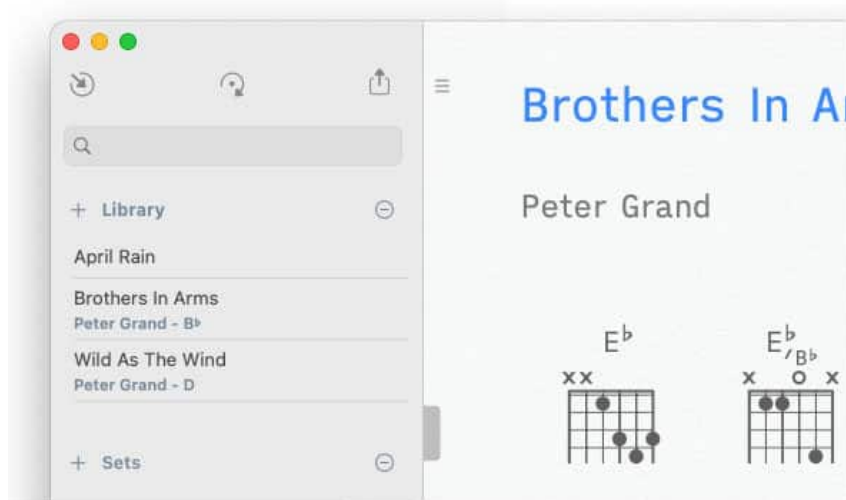 Library
April Rain
Brothers In Arms
Peter Grand - B♭
Wild As The Wind
Peter Grand - D
Sets
Brothers In
Peter Grand
E♭
E♭/B♭
xx
x o x